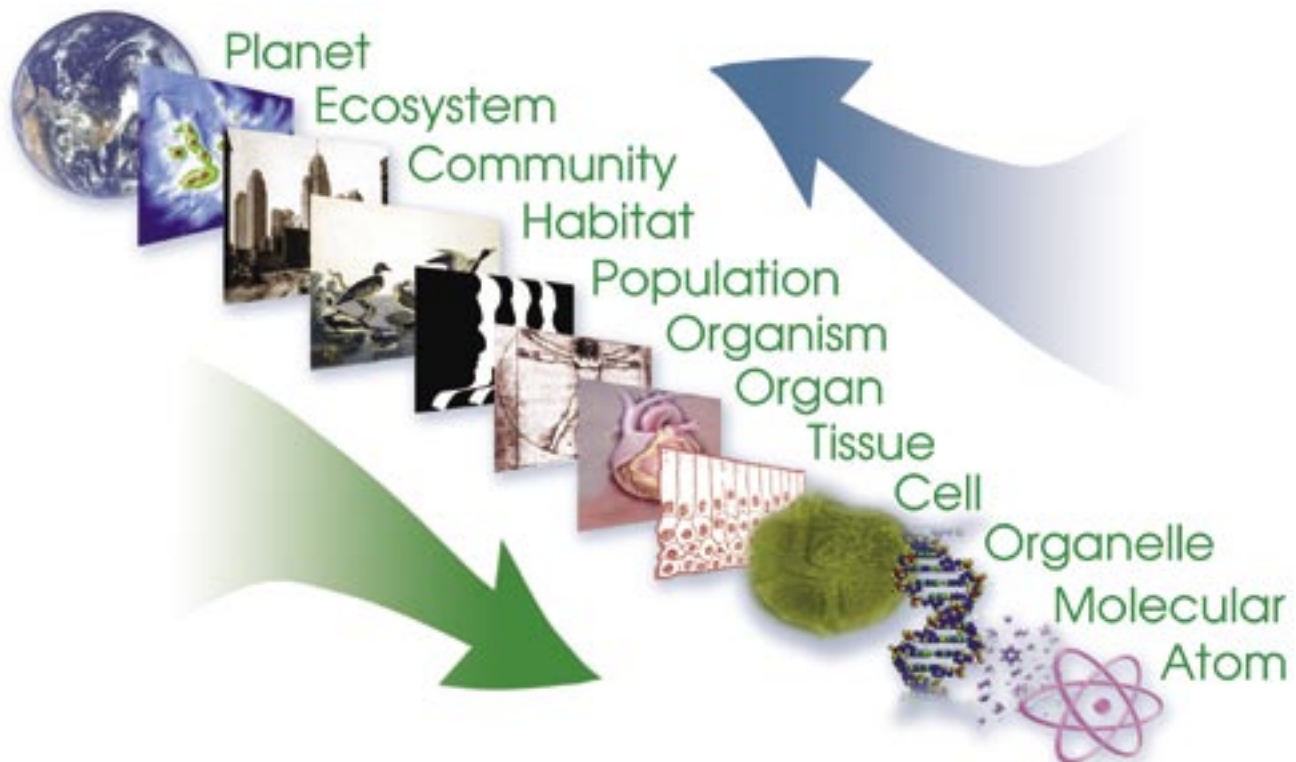 Planet
Ecosystem
Community
Habitat
Population
Organism
Organ
Tissue
Cell
Organelle
Molecular
Atom